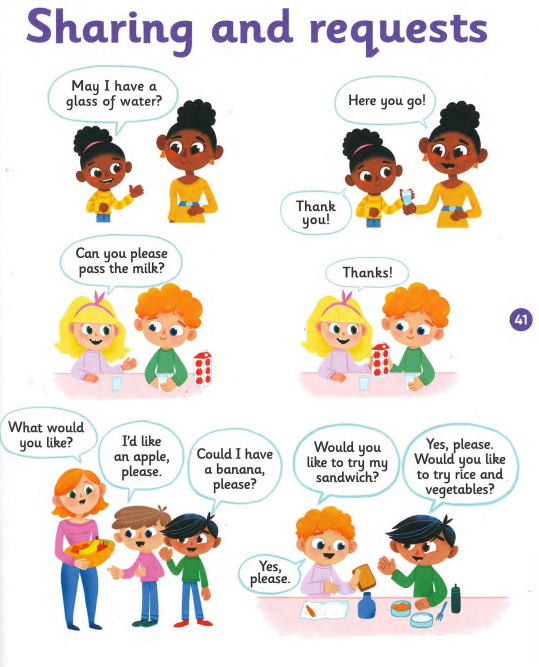 Sharing and requests
May I have a
glass of water?
Here you go!
Thank
you!
Can you please
pass the milk?
Thanks!
41
What would
you like?
I'd like
an apple,
please.
Could I have
a banana,
please?
Would you
like to try my
sandwich?
Yes, please.
Would you like
to try rice and
vegetables?
Yes,
please.